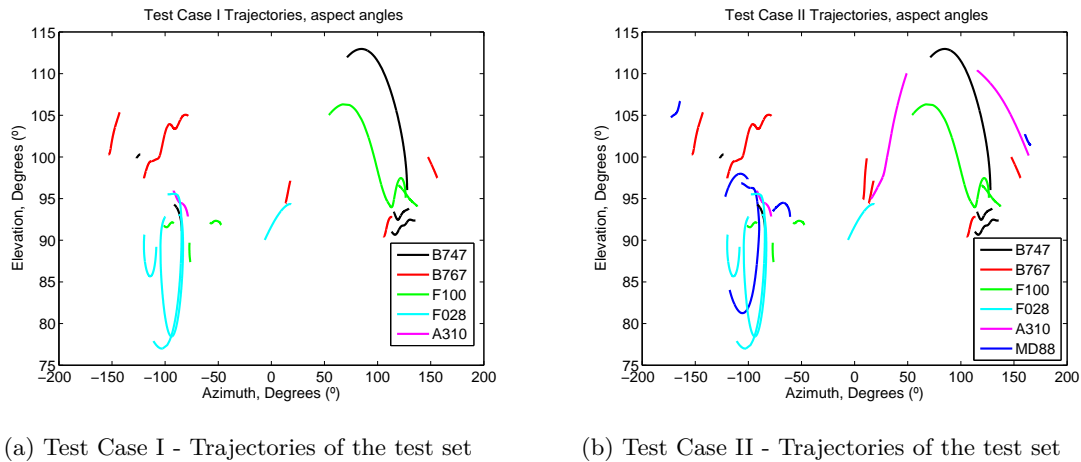 Test Case I Trajectories, aspect angles
115
110
105
100
95
90
85
80
75
Elevation, Degrees (º)
−200 −150 −100 −50 0 50 100 150 200
Azimuth, Degrees (º)
B747
B767
F100
F028
A310
(a) Test Case I - Trajectories of the test set
Test Case II Trajectories, aspect angles
115
110
105
100
95
90
85
80
75
Elevation, Degrees (º)
−200 −150 −100 −50 0 50 100 150 200
Azimuth, Degrees (º)
B747
B767
F100
F028
A310
MD88
(b) Test Case II - Trajectories of the test set